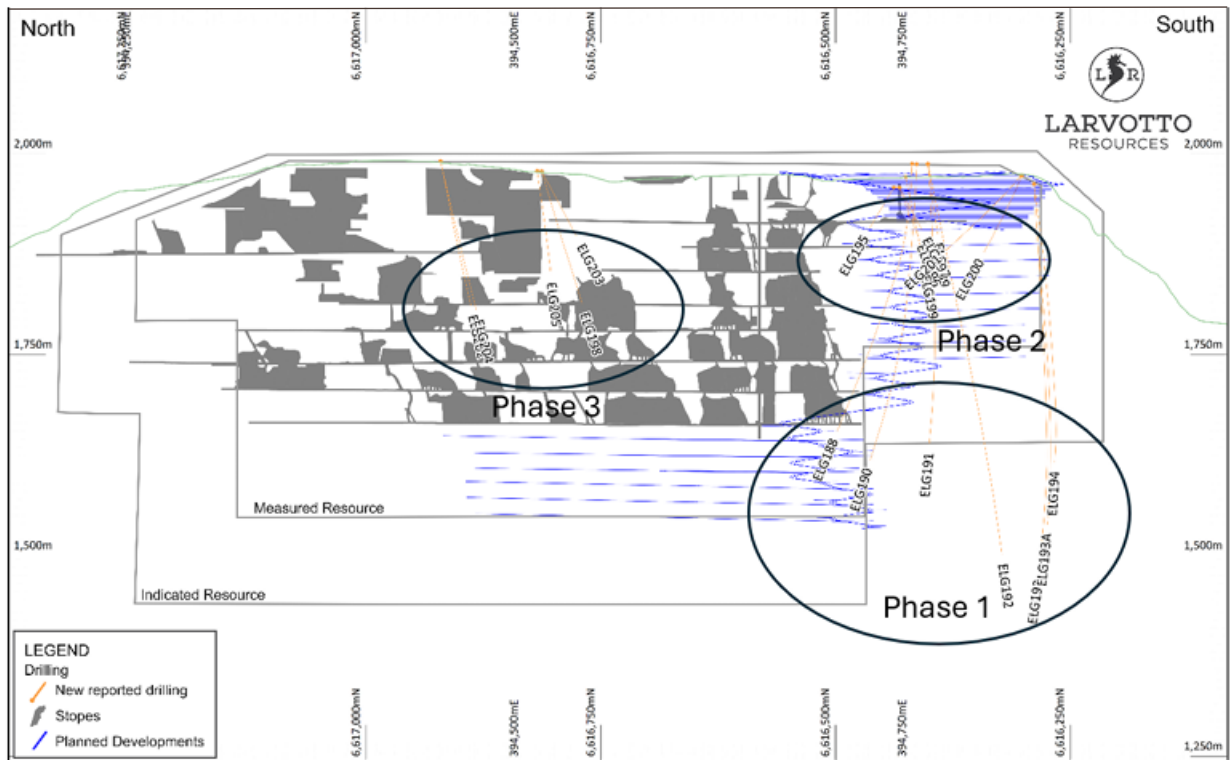 North
South
6,617,250mN
394,250mE
6,617,000mN
394,500mE
6,616,750mN
6,616,500mN
394,750mE
6,616,250mN
L R
LARVOTTO
RESOURCES
2,000m
2,000m
ELG195
ELG200
ELG199
Phase 2
ELG203
ELG005
ELG198
1,750m
1,750m
Phase 3
ELG188
ELG190
ELG191
ELG194
Measured Resource
1,500m
1,500m
ELG193A
ELG192
Indicated Resource
Phase 1
LEGEND
Drilling
New reported drilling
Stopes
Planned Developments
6,617,000mN
394,500mE
6,616,750mN
6,616,500mN
394,750mE
6,616,250mN
1,250m